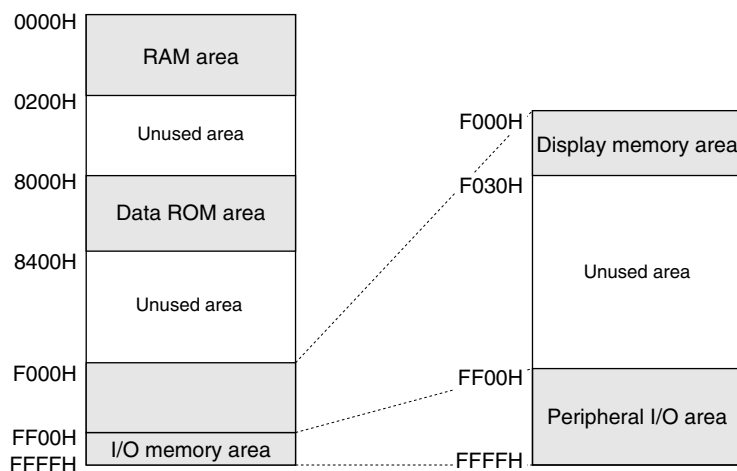 0000H
RAM area
0200H
Unused area
8000H
Data ROM area
8400H
Unused area
F000H
FF00H
I/O memory area
FFFFH
F000H
Display memory area
F030H
Unused area
FF00H
Peripheral I/O area
FFFFH